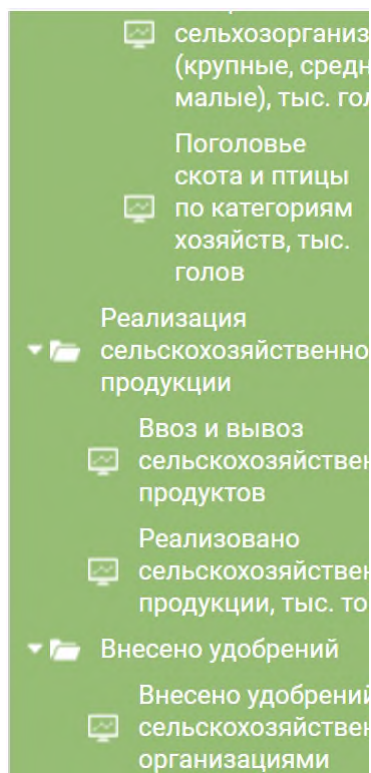 сельхозорганиз
(крупные, средн
малые), тыс. гол
Поголовье
скота и птицы
по категориям
хозяйств, тыс.
голов
Реализация
сельскохозяйственно
продукции
Ввоз и вывоз
сельскохозяйствен
продуктов
Реализовано
сельскохозяйствен
продукции, тыс. то
Внесено удобрений
Внесено удобрений
сельскохозяйствен
организациями